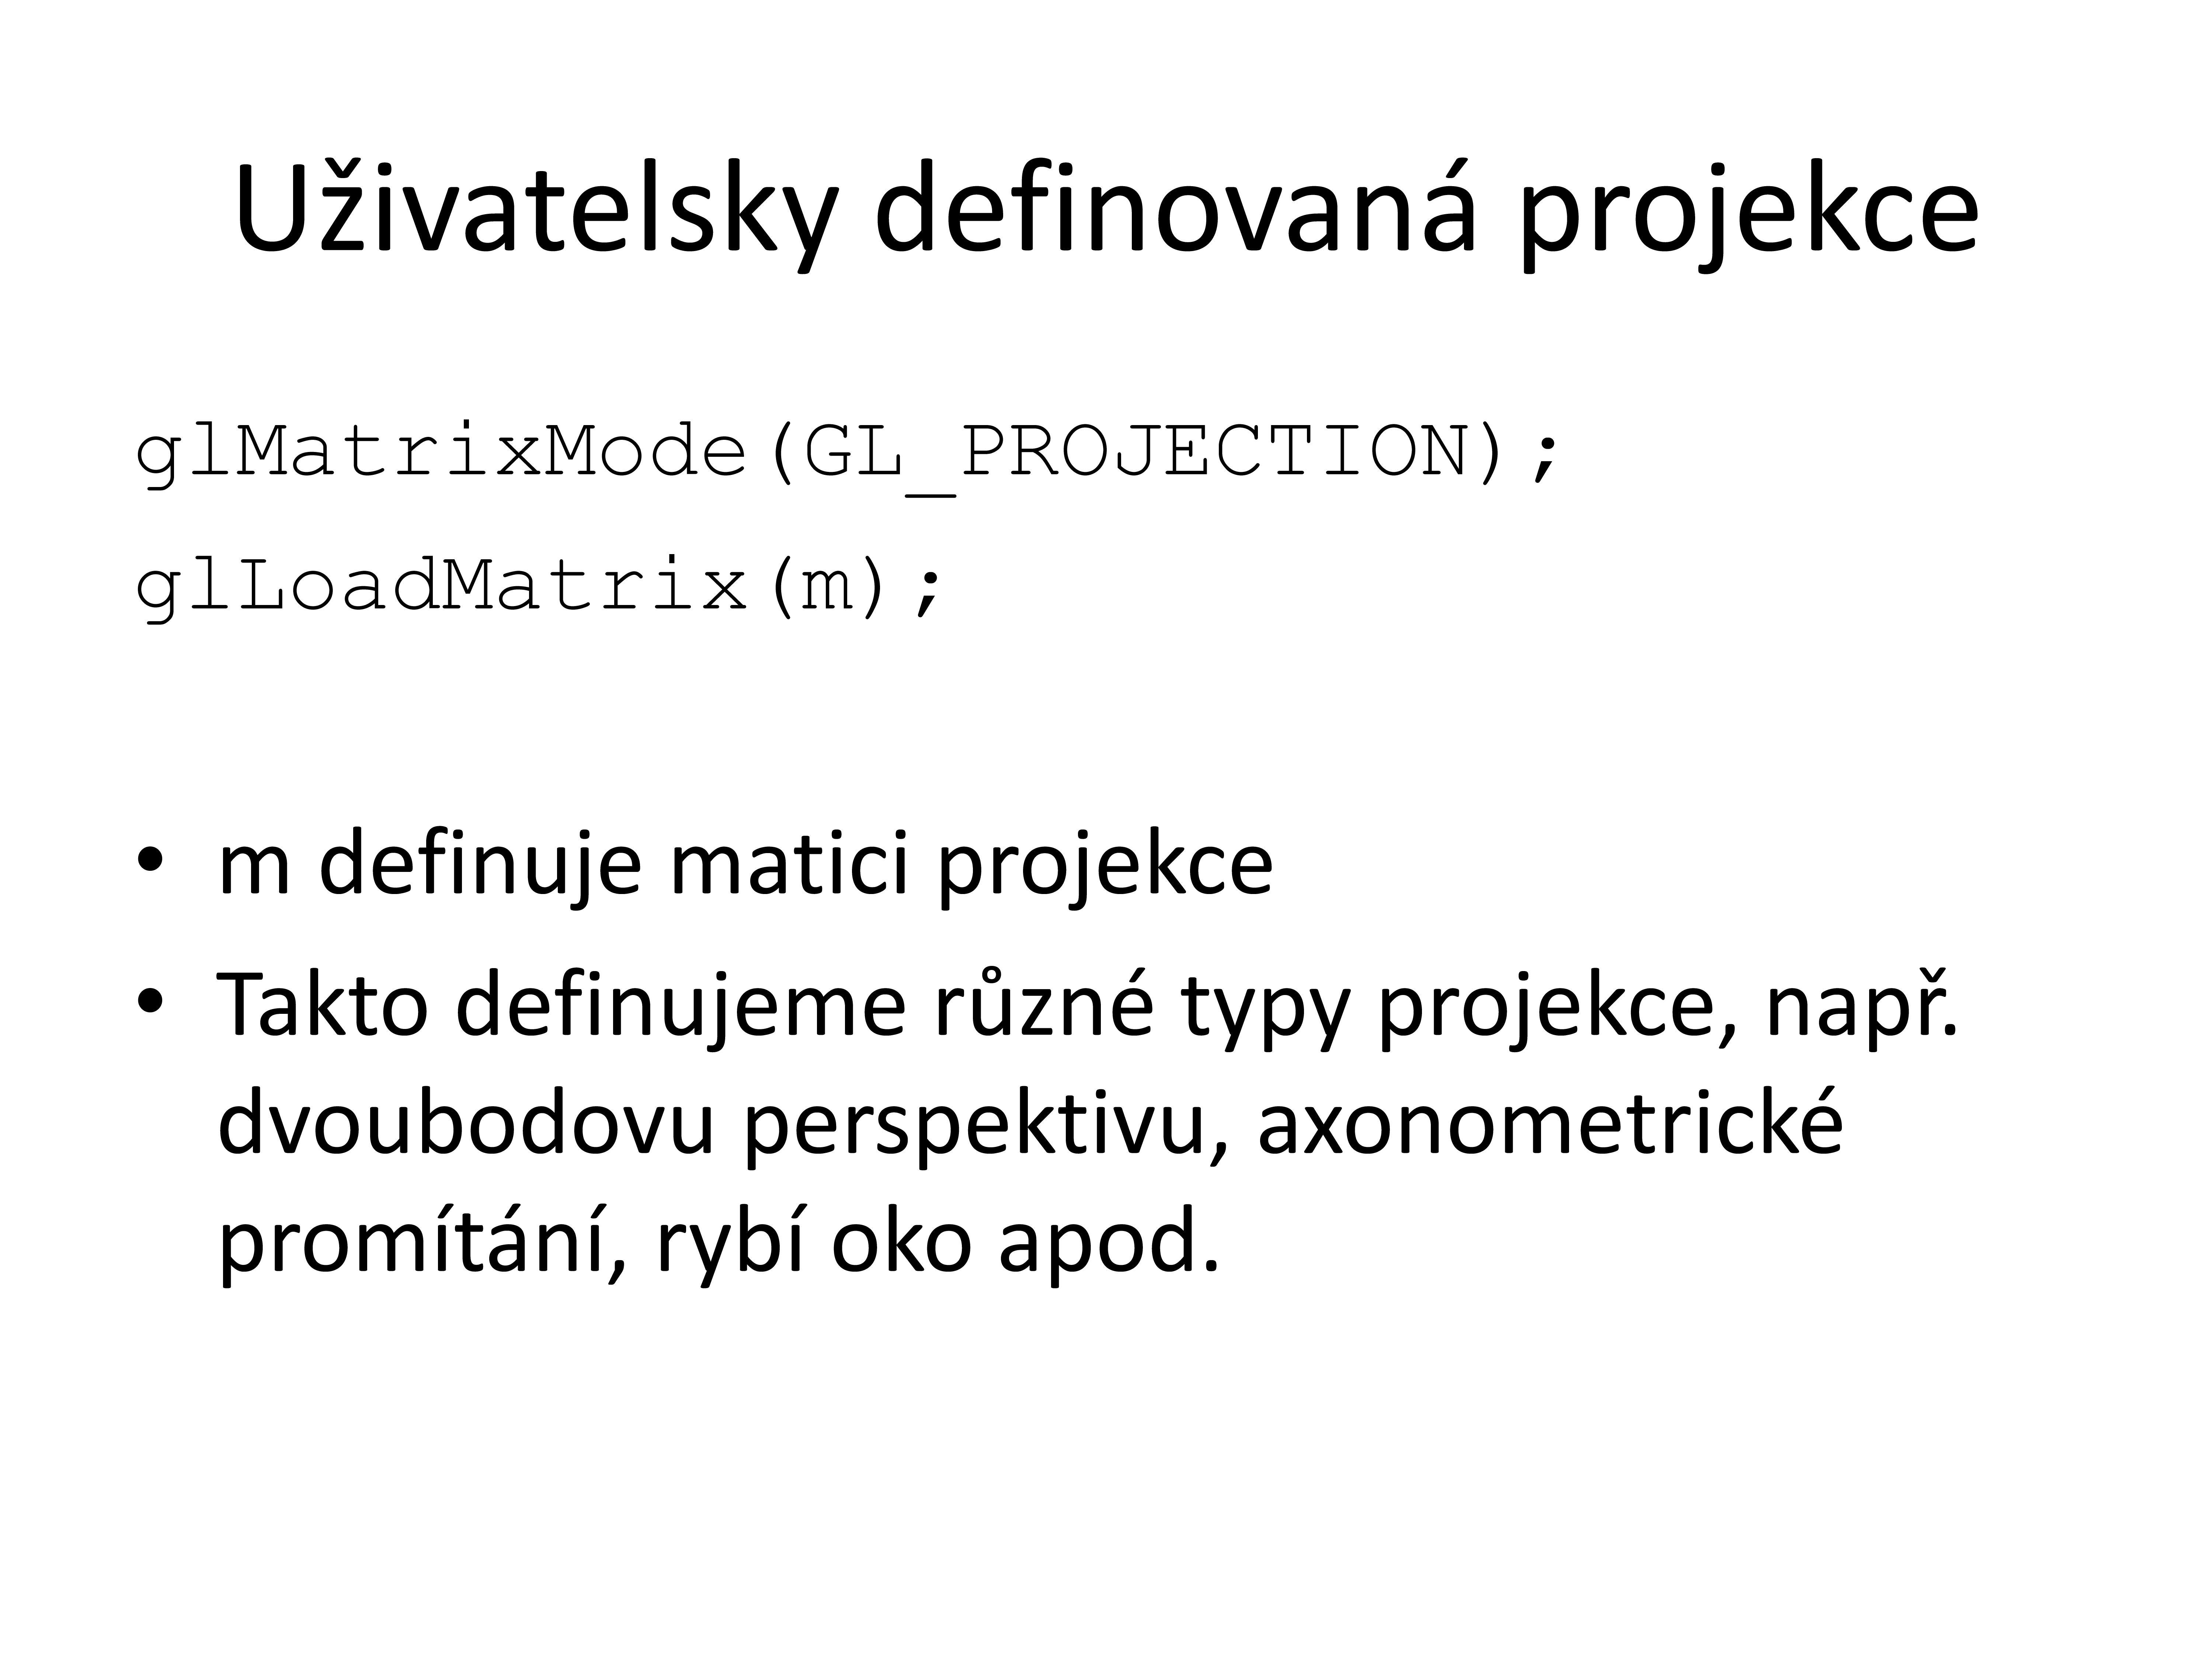 Uživatelsky definovaná projekce
glMatrixMode(GL_PROJECTION);
glLoadMatrix(m);
• m definuje matici projekce
• Takto definujeme různé typy projekce, např.
dvoubodovu perspektivu, axonometrické
promítání, rybí oko apod.